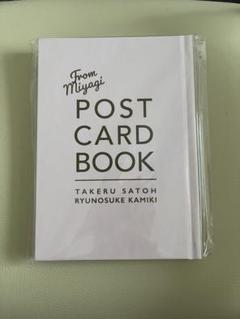 From
Miyagi
POST
CARD
BOOK
TAKERU SATOH
RYUNOSUKE KAMIKI